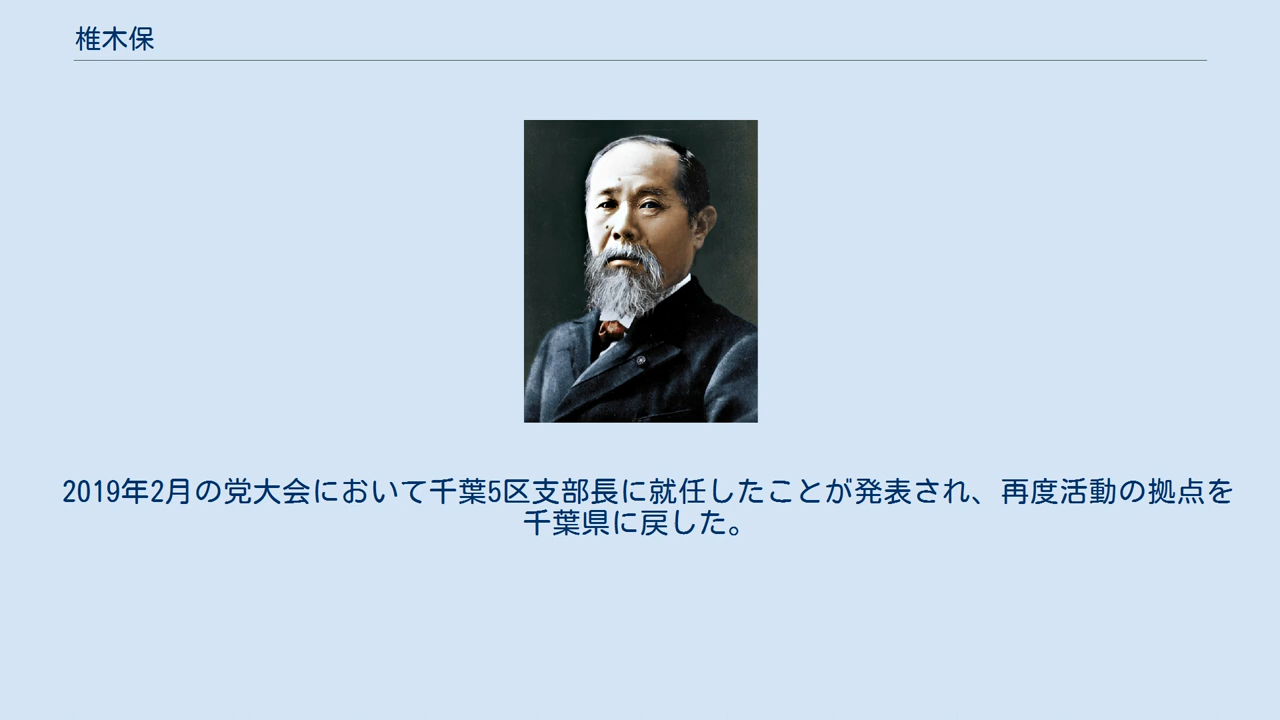 椎木保
2019年2月の党大会において千葉5区支部長に就任したことが発表され、再度活動の拠点を
千葉県に戻した。